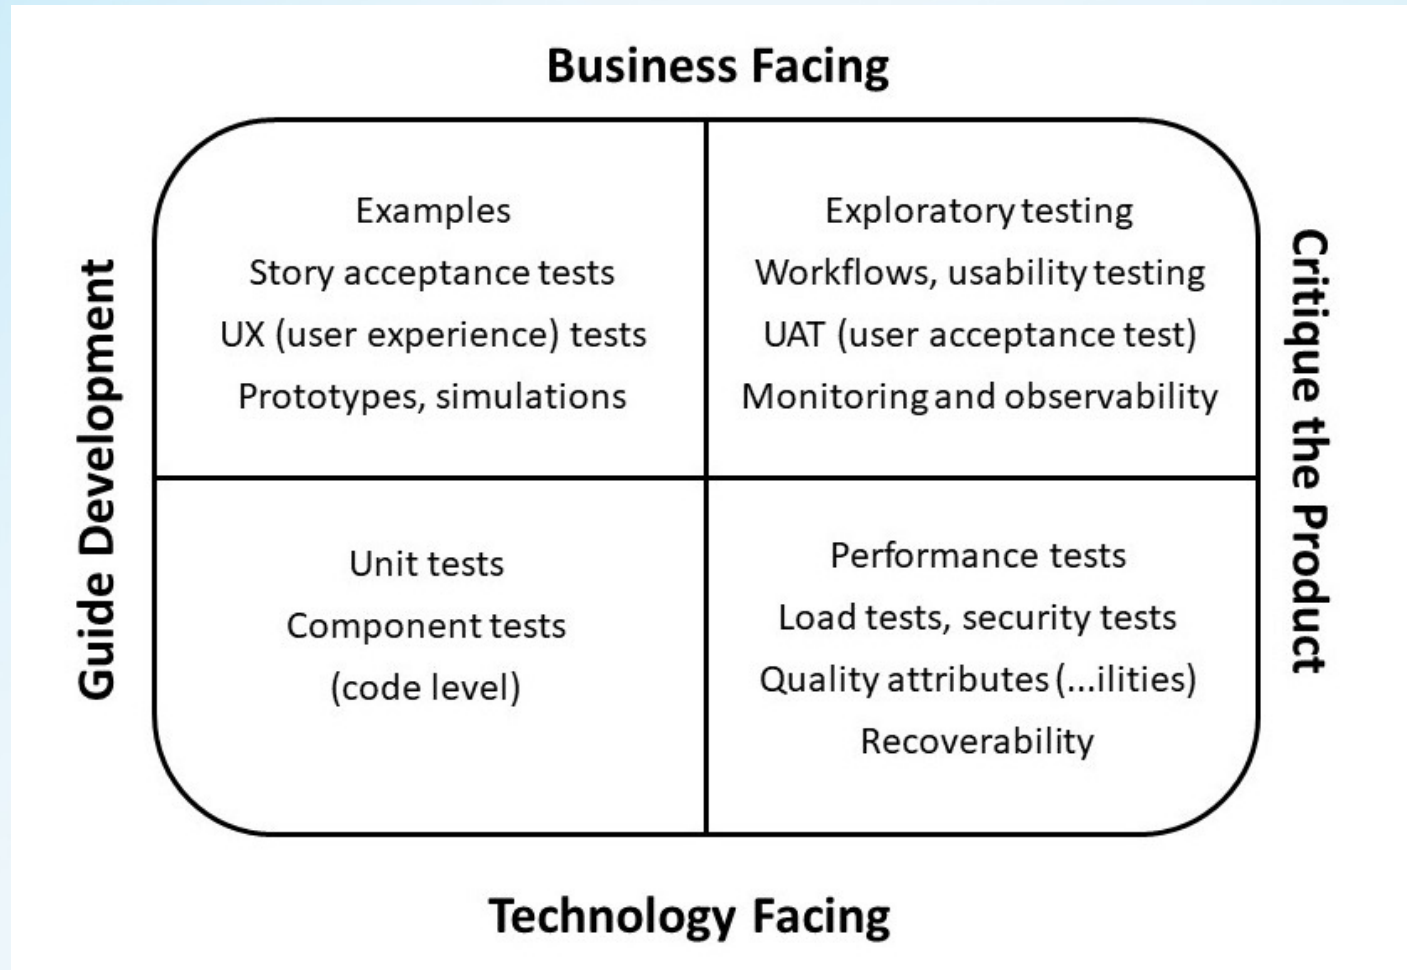 Business Facing
Guide Development
Examples
Story acceptance tests
UX (user experience) tests
Prototypes, simulations
Exploratory testing
Workflows, usability testing
UAT (user acceptance test)
Monitoring and observability
Critique the Product
Unit tests
Component tests
(code level)
Performance tests
Load tests, security tests
Quality attributes (...ilities)
Recoverability
Technology Facing